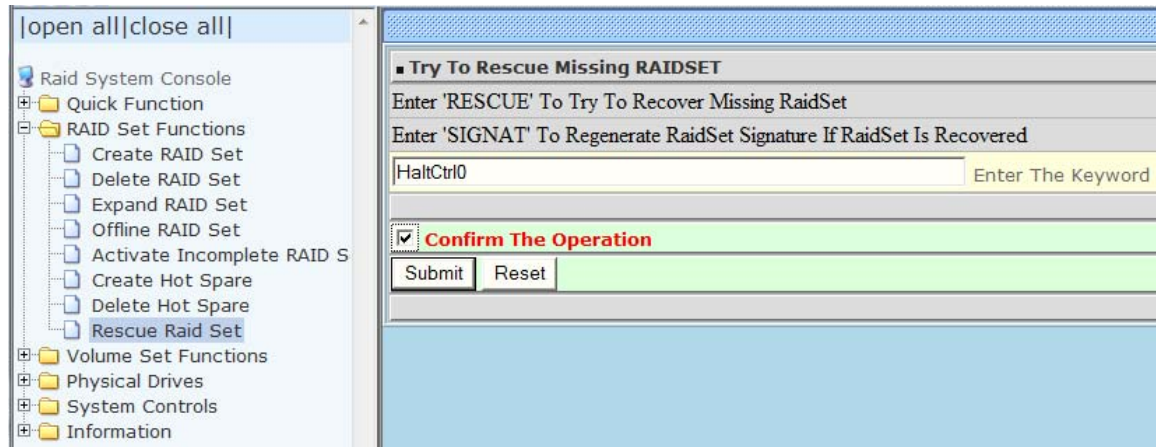 |open all|close all|
Raid System Console
Quick Function
RAID Set Functions
Create RAID Set
Delete RAID Set
Expand RAID Set
Offline RAID Set
Activate Incomplete RAID S
Create Hot Spare
Delete Hot Spare
Rescue Raid Set
Volume Set Functions
Physical Drives
System Controls
Information
Try To Rescue Missing RAIDSET
Enter 'RESCUE' To Try To Recover Missing RaidSet
Enter 'SIGNAT' To Regenerate RaidSet Signature If RaidSet Is Recovered
HaltCtrl0 Enter The Keyword
Confirm The Operation
Submit Reset